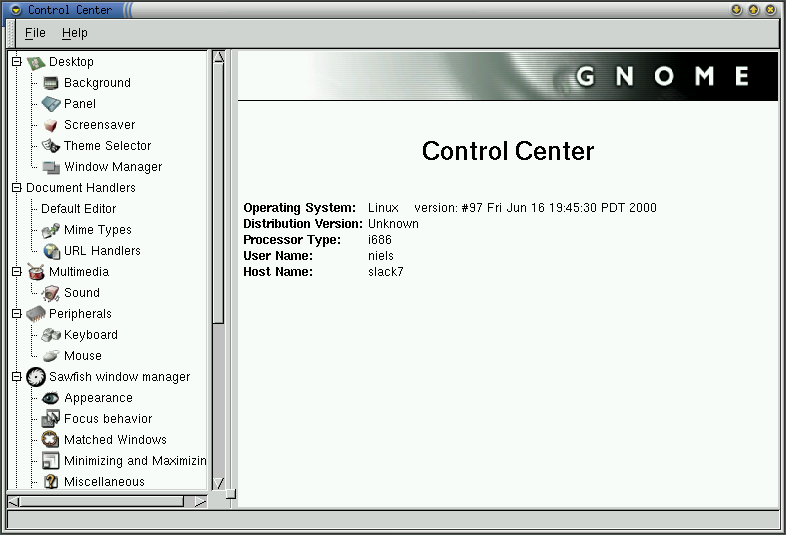 Control Center
File Help
Desktop
Background
Panel
Screensaver
Theme Selector
Window Manager
Document Handlers
Default Editor
Mime Types
URL Handlers
Multimedia
Sound
Peripherals
Keyboard
Mouse
Sawfish window manager
Appearance
Focus behavior
Matched Windows
Minimizing and Maximizin
Miscellaneous
GNOME
Control Center
Operating System: Linux version: #97 Fri Jun 16 19:45:30 PDT 2000
Distribution Version: Unknown
Processor Type: i686
User Name: niels
Host Name: slack7